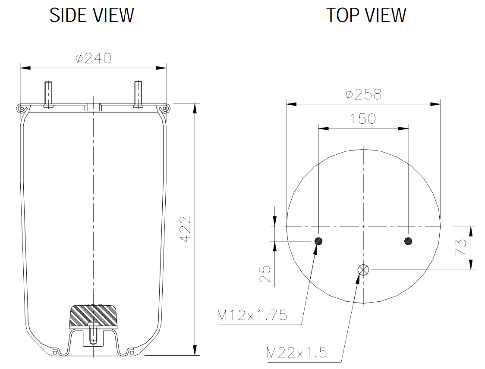 SIDE VIEW
TOP VIEW
ø240
ø258
150
422
25
73
M12x1.75
M22x1.5